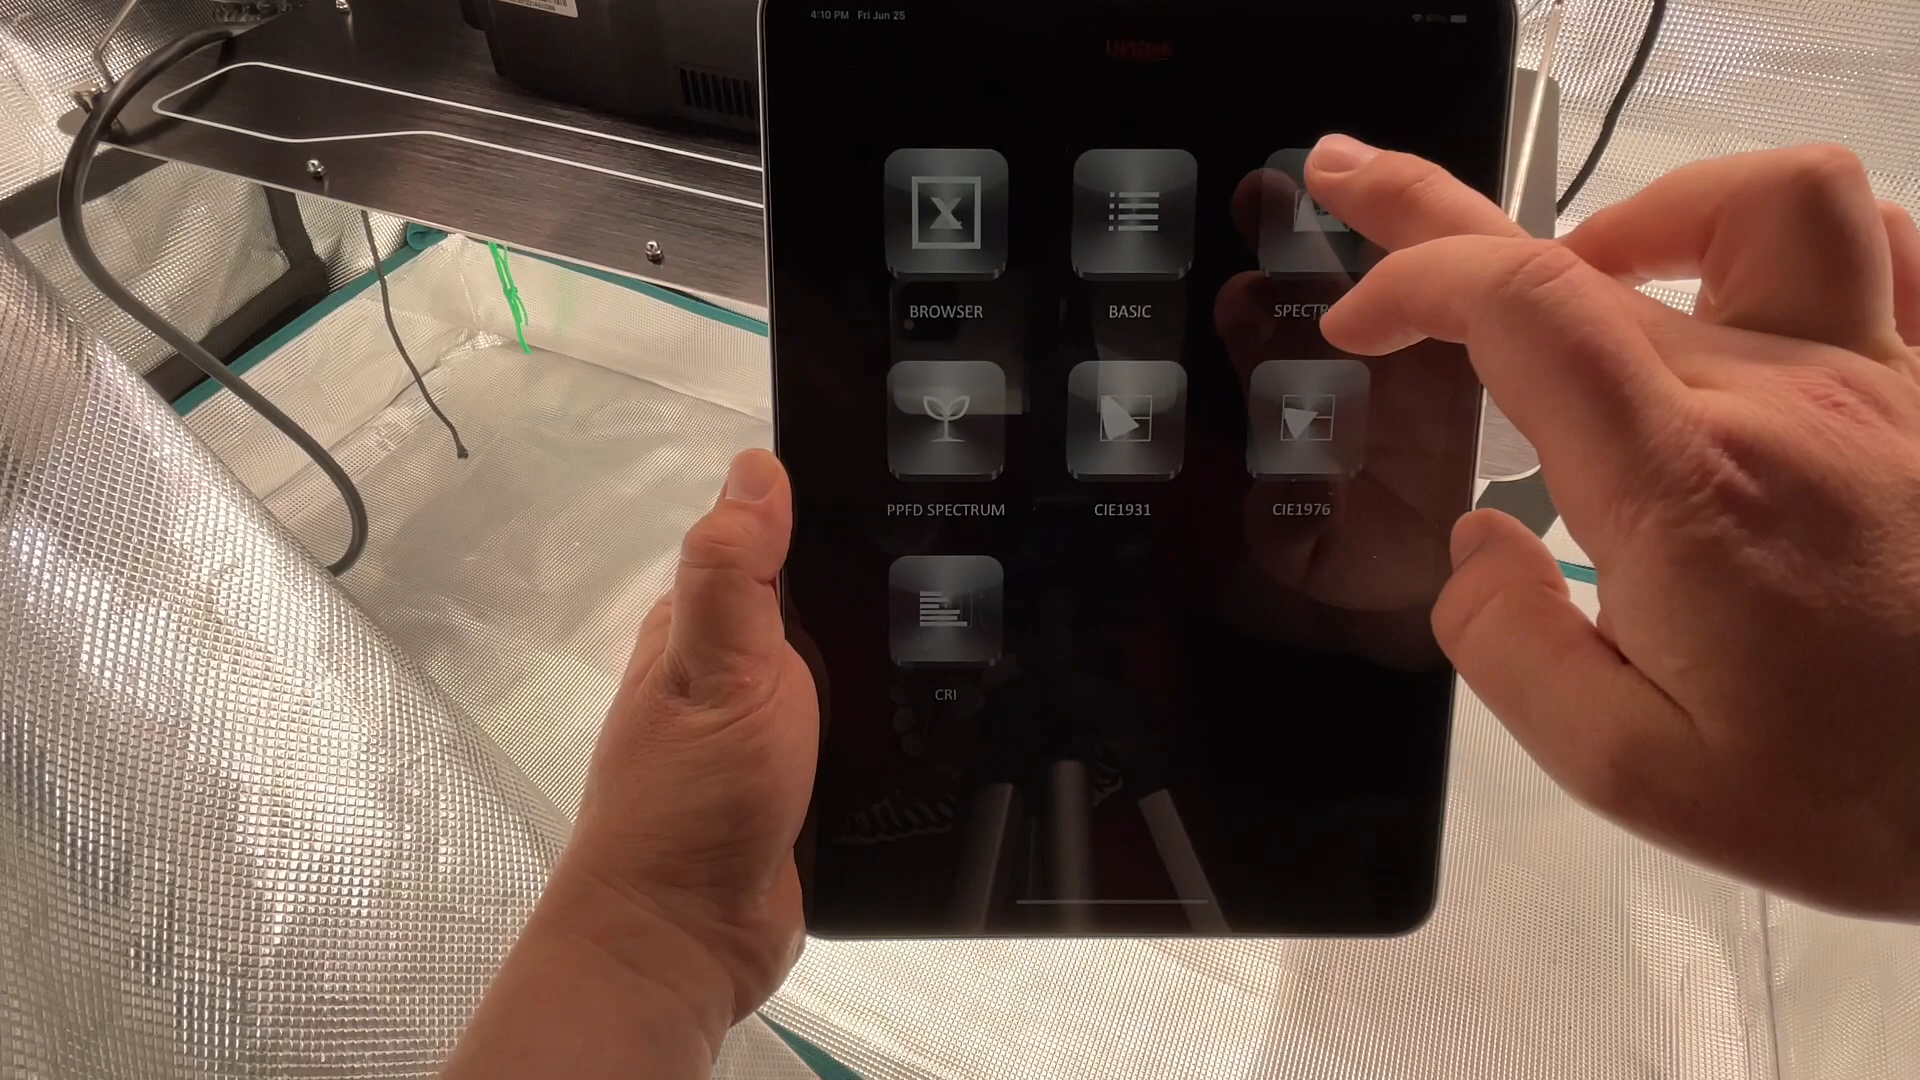 4:10 PM Fri Jun 25
BROWSER
BASIC
PPFD SPECTRUM
CIE1931
CIE1976
CRI